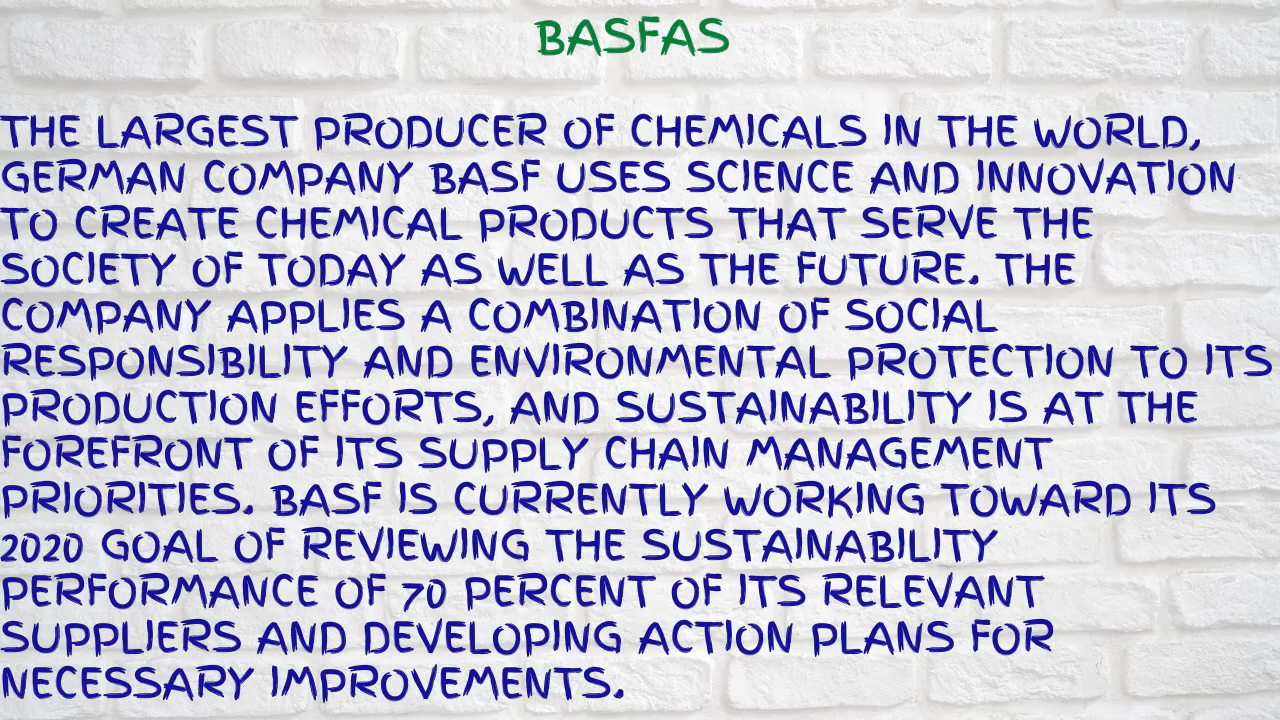 BASFAS
THE LARGEST PRODUCER OF CHEMICALS IN THE WORLD,
GERMAN COMPANY BASF USES SCIENCE AND INNOVATION
TO CREATE CHEMICAL PRODUCTS THAT SERVE THE
SOCIETY OF TODAY AS WELL AS THE FUTURE. THE
COMPANY APPLIES A COMBINATION OF SOCIAL
RESPONSIBILITY AND ENVIRONMENTAL PROTECTION TO ITS
PRODUCTION EFFORTS, AND SUSTAINABILITY IS AT THE
FOREFRONT OF ITS SUPPLY CHAIN MANAGEMENT
PRIORITIES. BASF IS CURRENTLY WORKING TOWARD ITS
2020 GOAL OF REVIEWING THE SUSTAINABILITY
PERFORMANCE OF 70 PERCENT OF ITS RELEVANT
SUPPLIERS AND DEVELOPING ACTION PLANS FOR
NECESSARY IMPROVEMENTS.